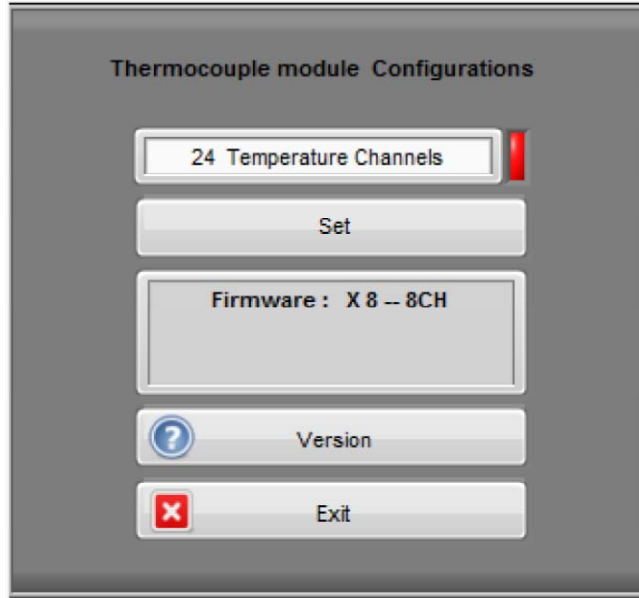 Thermocouple module Configurations
24 Temperature Channels
Set
Firmware : X 8 -- 8CH
Version
Exit